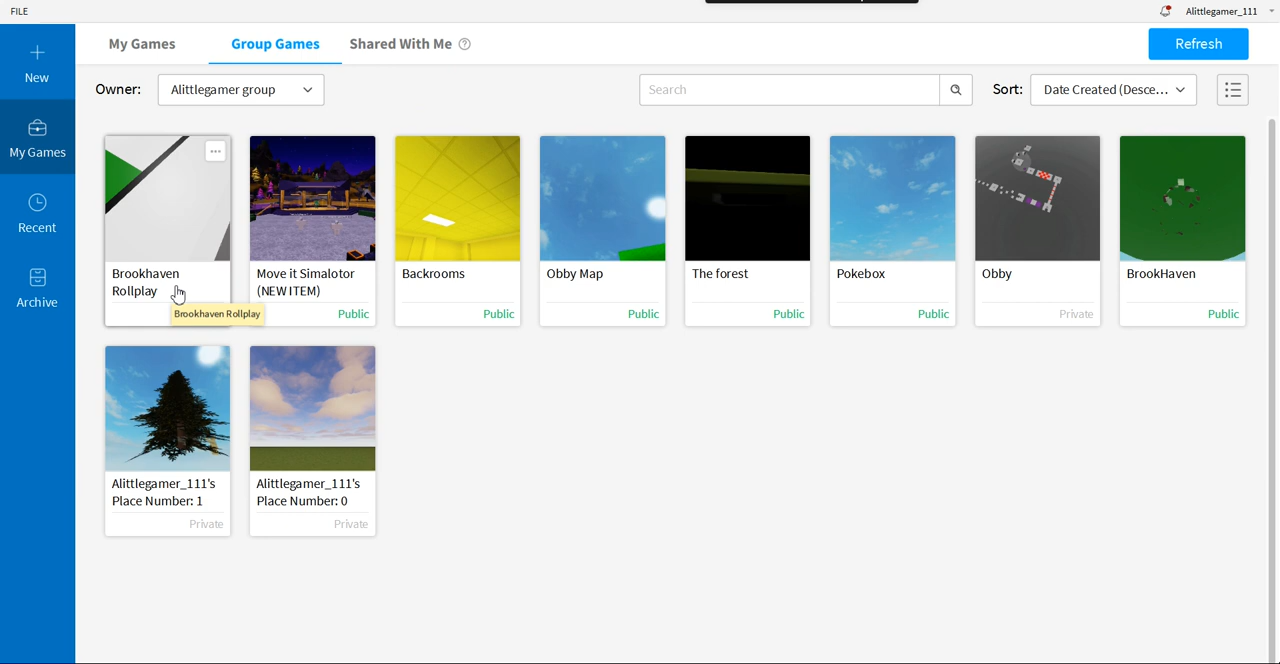 FILE
Alittlegamer_111
New
My Games
Recent
Archive
My Games
Group Games
Shared With Me
Refresh
Owner:
Alittlegamer group
Search
Sort:
Date Created (Desce...
Brookhaven
Rollplay
Brookhaven Rollplay
Move it Simalotor
(NEW ITEM)
Public
Backrooms
Public
Obby Map
Public
The forest
Public
Pokebox
Public
Obby
Private
BrookHaven
Public
Alittlegamer_111's
Place Number: 1
Private
Alittlegamer_111's
Place Number: 0
Private